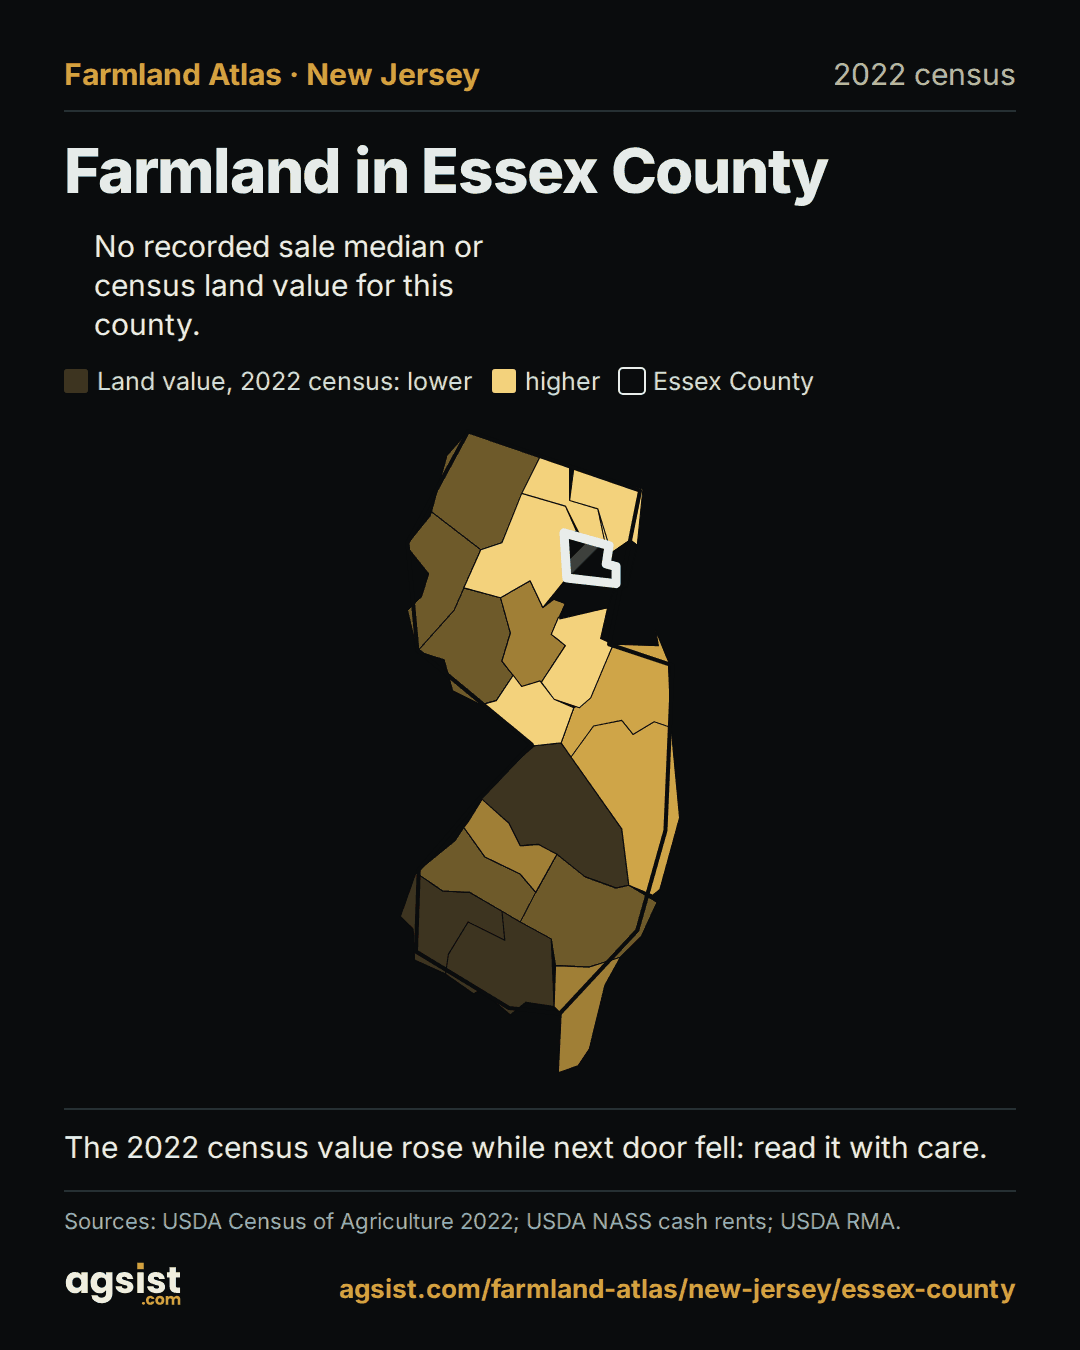 Farmland Atlas · New Jersey
2022 census
Farmland in Essex County
No recorded sale median or
census land value for this
county.
Land value, 2022 census: lower
higher
Essex County
The 2022 census value rose while next door fell: read it with care.
Sources: USDA Census of Agriculture 2022; USDA NASS cash rents; USDA RMA.
agsist
.com
agsist.com/farmland-atlas/new-jersey/essex-county